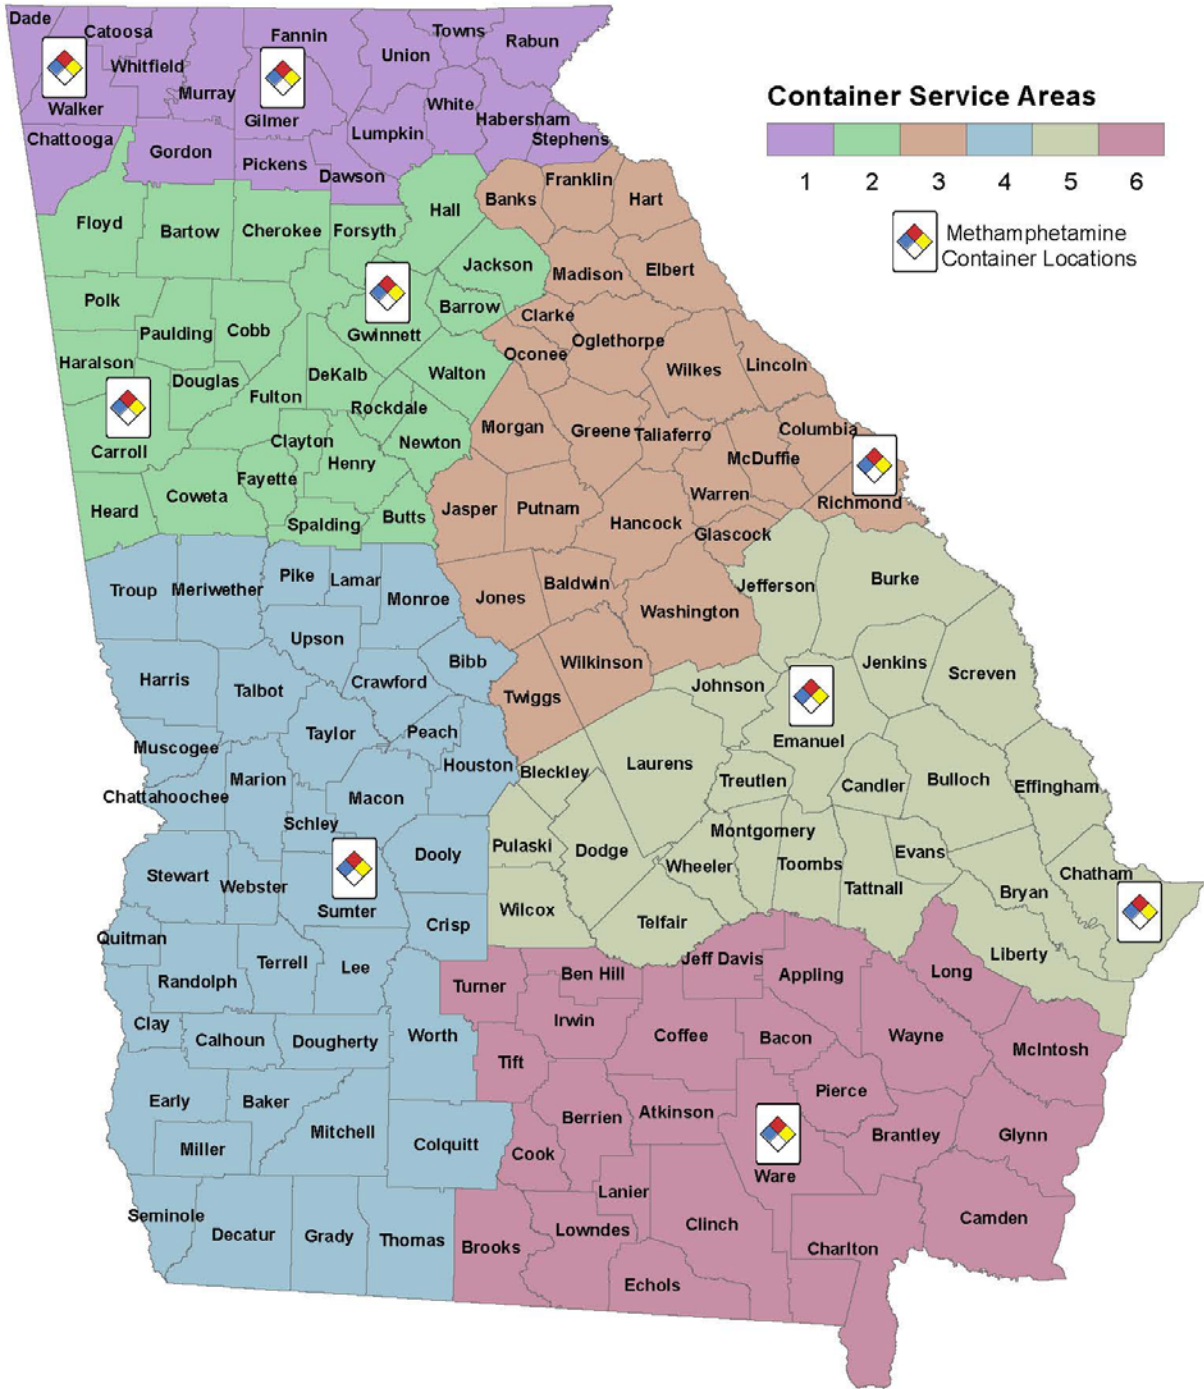 Dade
Catoosa
Fannin
Towns
Union
Rabun
Whitfield
Murray
Walker
Gilmer
White
Habersham
Lumpkin
Stephens
Chattooga
Gordon
Pickens
Dawson
Container Service Areas
1 2 3 4 5 6
Methamphetamine
Container Locations
Franklin
Banks
Hart
Hall
Floyd
Bartow
Cherokee
Forsyth
Jackson
Madison
Elbert
Polk
Barrow
Clarke
Paulding
Cobb
Gwinnett
Oglethorpe
Oconee
Haralson
Douglas
DeKalb
Walton
Wilkes
Lincoln
Fulton
Rockdale
Carroll
Clayton
Newton
Morgan
Greene
Taliaferro
Columbia
Henry
McDuffie
Fayette
Coweta
Heard
Spalding
Butts
Jasper
Putnam
Warren
Richmond
Hancock
Glascock
Troup
Meriwether
Pike
Lamar
Monroe
Jones
Baldwin
Washington
Jefferson
Burke
Upson
Bibb
Wilkinson
Jenkins
Screven
Harris
Talbot
Crawford
Twiggs
Johnson
Taylor
Peach
Emanuel
Muscogee
Marion
Houston
Bleckley
Laurens
Treutlen
Candler
Bulloch
Effingham
Chattahoochee
Macon
Schley
Dooly
Pulaski
Dodge
Montgomery
Wheeler
Toombs
Evans
Stewart
Webster
Sumter
Crisp
Wilcox
Telfair
Tattnall
Bryan
Chatham
Quitman
Randolph
Terrell
Lee
Liberty
Turner
Ben Hill
Jeff Davis
Appling
Long
Clay
Calhoun
Dougherty
Worth
Irwin
Tift
Coffee
Bacon
Wayne
McIntosh
Early
Baker
Mitchell
Pierce
Berrien
Atkinson
Miller
Colquitt
Cook
Ware
Brantley
Glynn
Seminole
Decatur
Grady
Thomas
Brooks
Lanier
Lowndes
Clinch
Charlton
Camden
Echols